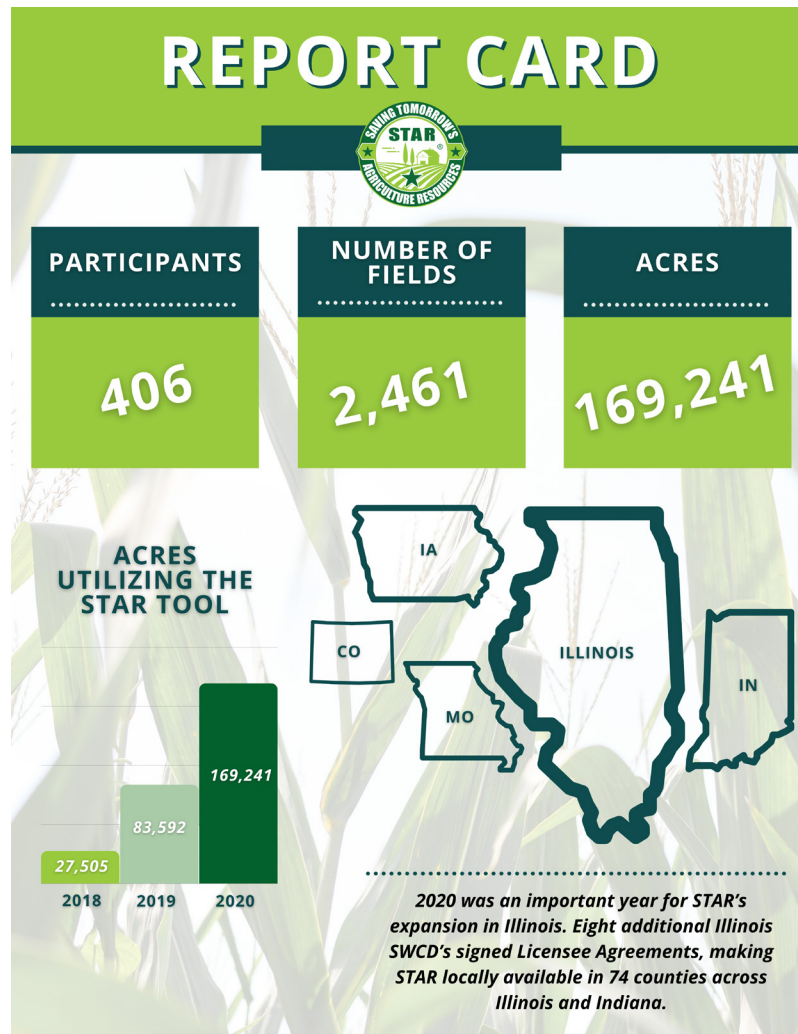 REPORT CARD
SAVING TOMORROW'S
STAR
®
AGRICULTURE RESOURCES
PARTICIPANTS
406
NUMBER OF
FIELDS
2,461
ACRES
169,241
ACRES
UTILIZING THE
STAR TOOL
169,241
83,592
27,505
2018
2019
2020
IA
CO
ILLINOIS
MO
IN
2020 was an important year for STAR's
expansion in Illinois. Eight additional Illinois
SWCD's signed Licensee Agreements, making
STAR locally available in 74 counties across
Illinois and Indiana.